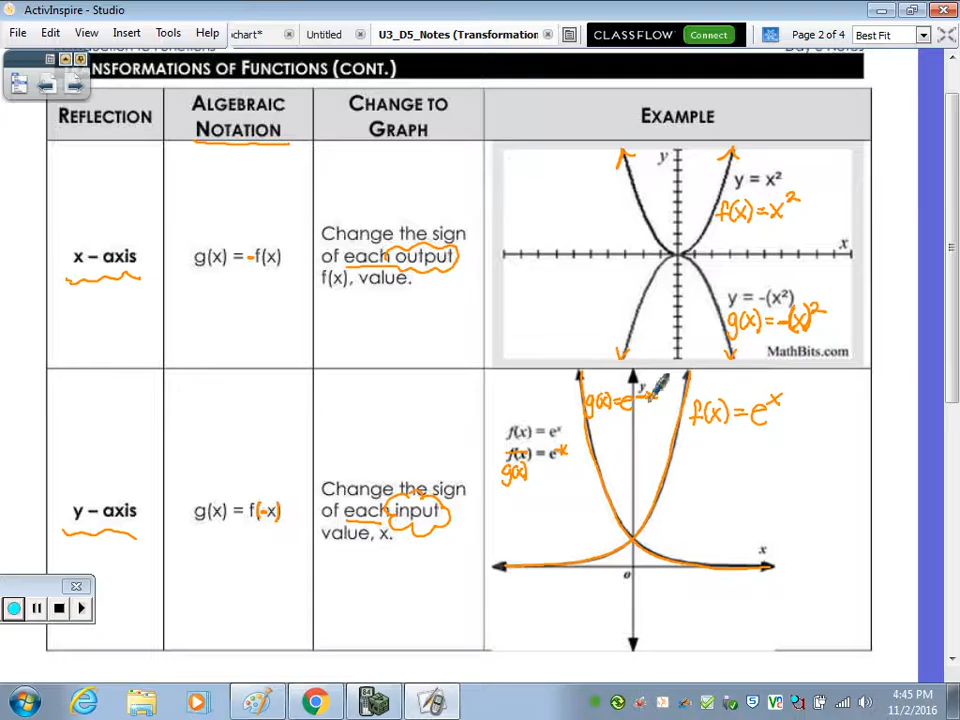 ActivInspire - Studio
File Edit View Insert Tools Help
chart* Untitled U3_D5_Notes (Transformation CLASSFLOW Connect Page 2 of 4 Best Fit
NSFORMATIONS OF FUNCTIONS (CONT.)
REFLECTION
ALGEBRAIC
NOTATION
CHANGE TO
GRAPH
EXAMPLE
x – axis
g(x) = -f(x)
Change the sign
of each output
f(x), value.
y
y = x²
f(x) = x²
x
y = -(x²)
g(x) = -(x)²
MathBits.com
y – axis
g(x) = f(-x)
Change the sign
of each input
value, x.
g(x) = e
y
f(x) = e^x
f(x) = e^x
f(x) = e^-x
g(x)
x
o
84
4:45 PM
11/2/2016